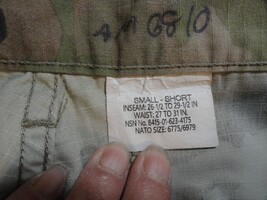 6810
SMALL - SHORT
INSEAM: 26 1/2 TO 29-1/2 IN
WAIST: 27 TO 31 IN.
NSN No. 8415-01-623-4175
NATO SIZE: 6775/6979